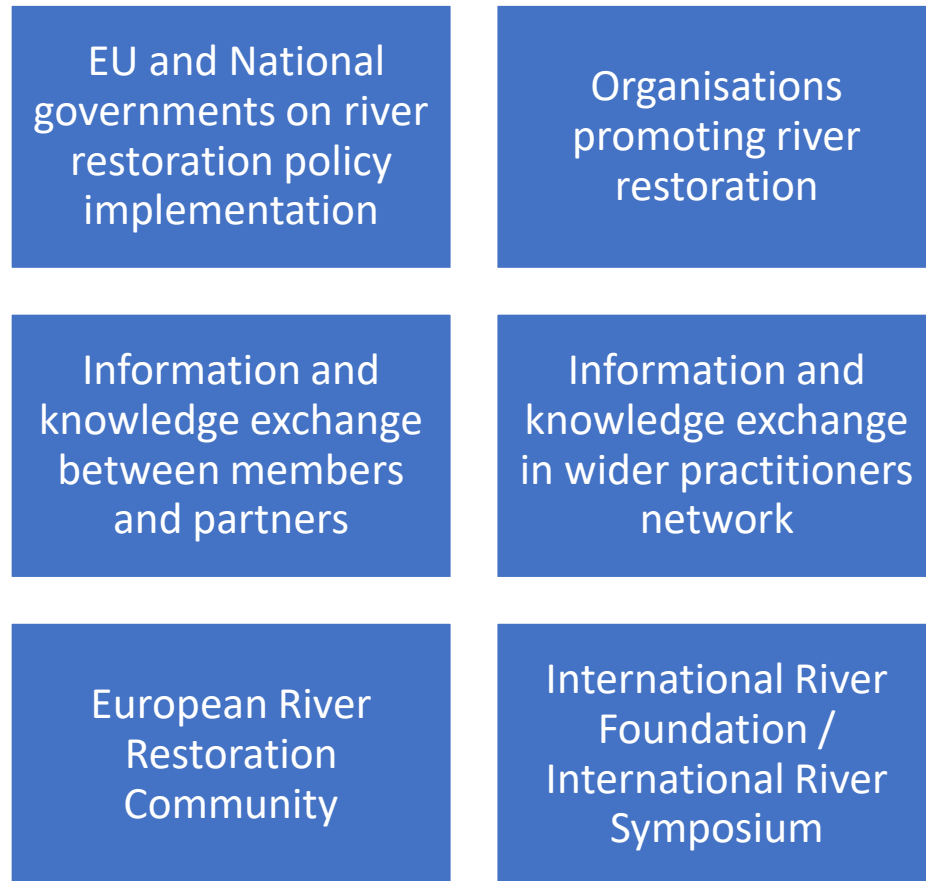 EU and National
governments on river
restoration policy
implementation
Organisations
promoting river
restoration
Information and
knowledge exchange
between members
and partners
Information and
knowledge exchange
in wider practitioners
network
European River
Restoration
Community
International River
Foundation /
International River
Symposium